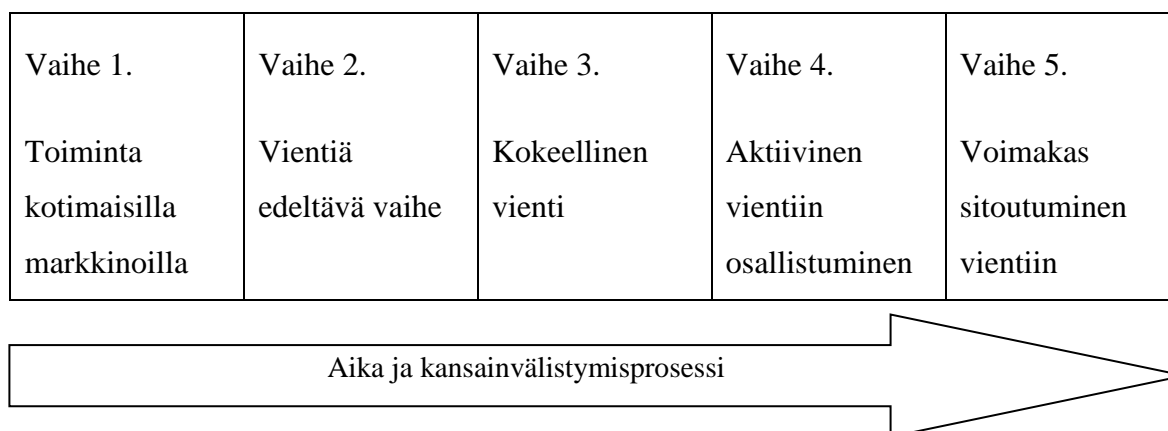 Vaihe 1.
Toiminta
kotimaisilla
markkinoilla
Vaihe 2.
Vientiä
edeltävä vaihe
Vaihe 3.
Kokeellinen
vienti
Vaihe 4.
Aktiivinen
vientiin
osallistuminen
Vaihe 5.
Voimakas
sitoutuminen
vientiin
Aika ja kansainvälistymisprosessi